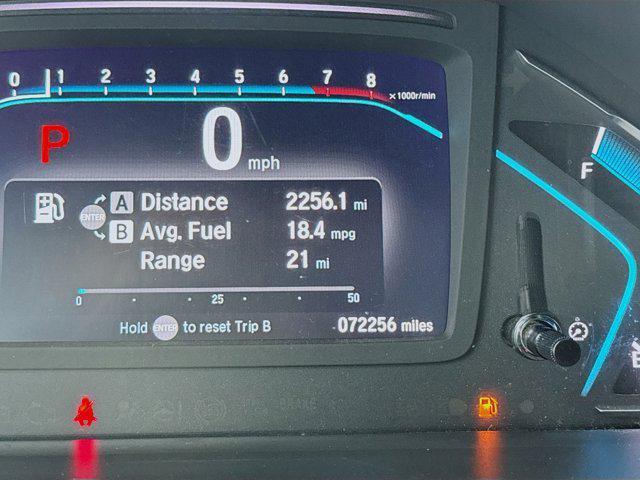 0 1 2 3 4 5 6 7 8
×1000r/min
P
0 mph
F
A Distance 2256.1 mi
ENTER
B Avg. Fuel 18.4 mpg
Range 21 mi
0 25 50
Hold ENTER to reset Trip B 072256 miles
E